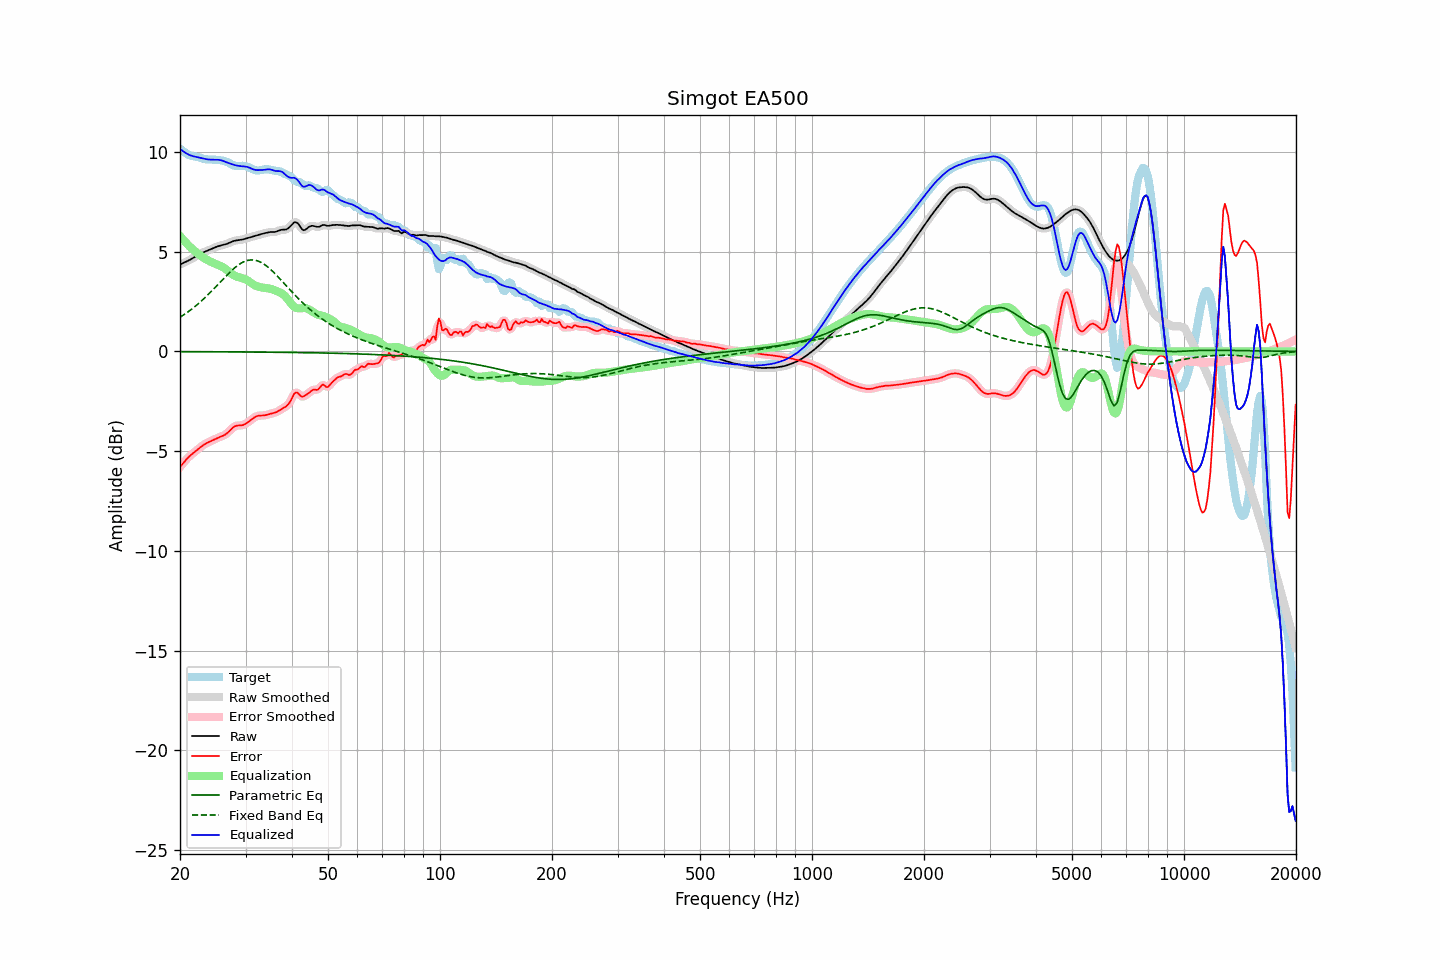 Simgot EA500
Amplitude (dBr)
10
5
0
−5
−10
−15
−20
−25
Target
Raw Smoothed
Error Smoothed
Raw
Error
Equalization
Parametric Eq
Fixed Band Eq
Equalized
20 50 100 200 500 1000 2000 5000 10000 20000
Frequency (Hz)